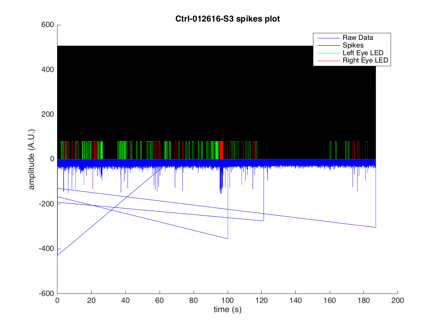 Ctrl-012616-S3 spikes plot
600
400
200
0
-200
-400
-600
amplitude (A.U.)
Raw Data
Spikes
Left Eye LED
Right Eye LED
0 20 40 60 80 100 120 140 160 180 200
time (s)